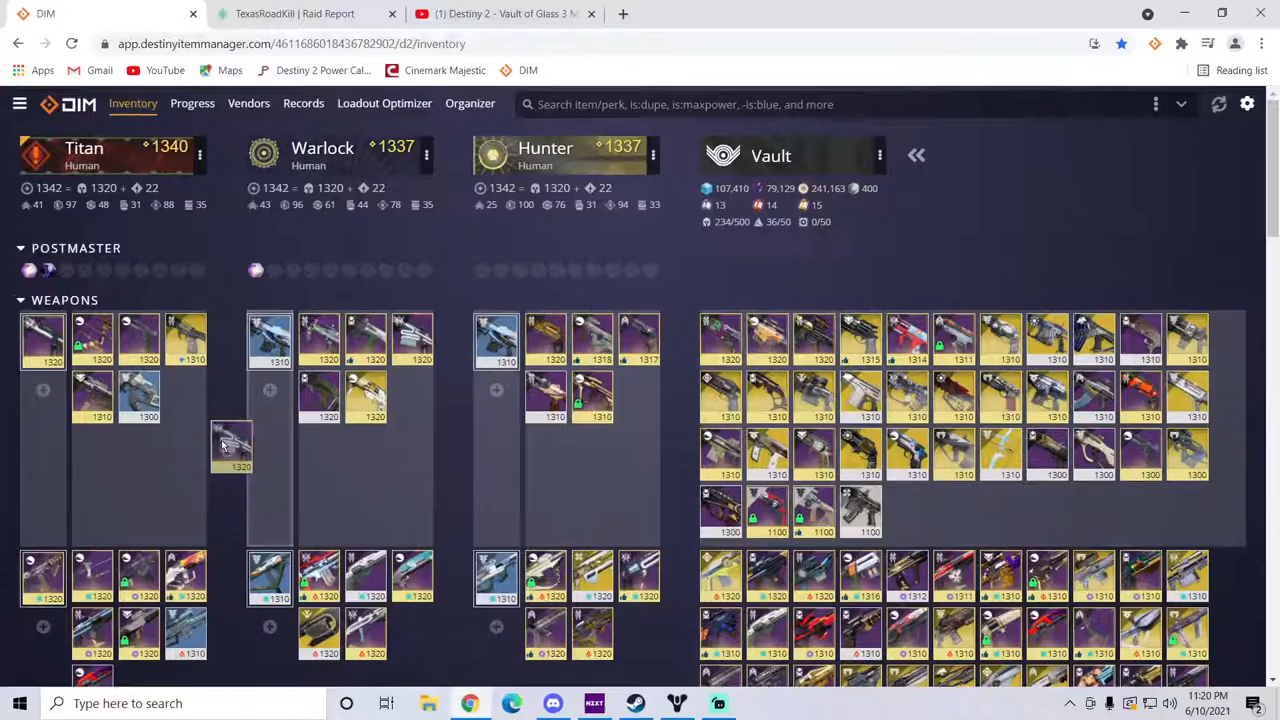 DIM
TexasRoadKill | Raid Report
(1) Destiny 2 - Vault of Glass 3 M
app.destinyitemmanager.com/4611686018436782902/d2/inventory
Apps Gmail YouTube Maps Destiny 2 Power Cal... Cinemark Majestic DIM Reading list
DIM Inventory Progress Vendors Records Loadout Optimizer Organizer Search item/perk, is:dupe, is:maxpower, -is:blue, and more
Titan 1340 Warlock 1337 Hunter 1337 Vault
Human Human Human
1342 = 1320 + 22 1342 = 1320 + 22 1342 = 1320 + 22 107,410 79,129 241,163 400
41 97 48 31 88 35 43 96 61 44 78 35 25 100 76 31 94 33 13 14 15
234/500 36/50 0/50
POSTMASTER
WEAPONS
1320 1320 1320 1310 1310 1320 1320 1320 1310 1320 1318 1317 1320 1320 1320 1315 1314 1311 1310 1310 1310 1310 1310
1310 1300 1320 1320 1310 1310 1310 1310 1310 1310 1310 1310 1310 1310 1310 1310 1310
1320 1310 1310 1310 1310 1310 1310 1310 1300 1300 1300 1300
1300 1100 1100 1100
1320 1320 1320 1320 1310 1320 1320 1320 1310 1320 1320 1320 1320 1320 1320 1316 1312 1311 1310 1310 1310 1310 1310
1320 1320 1310 1320 1320 1320 1320 1310 1310 1310 1310 1310 1310 1310 1310 1310 1310 1310
Type here to search
11:20 PM
6/10/2021
NZXT
2